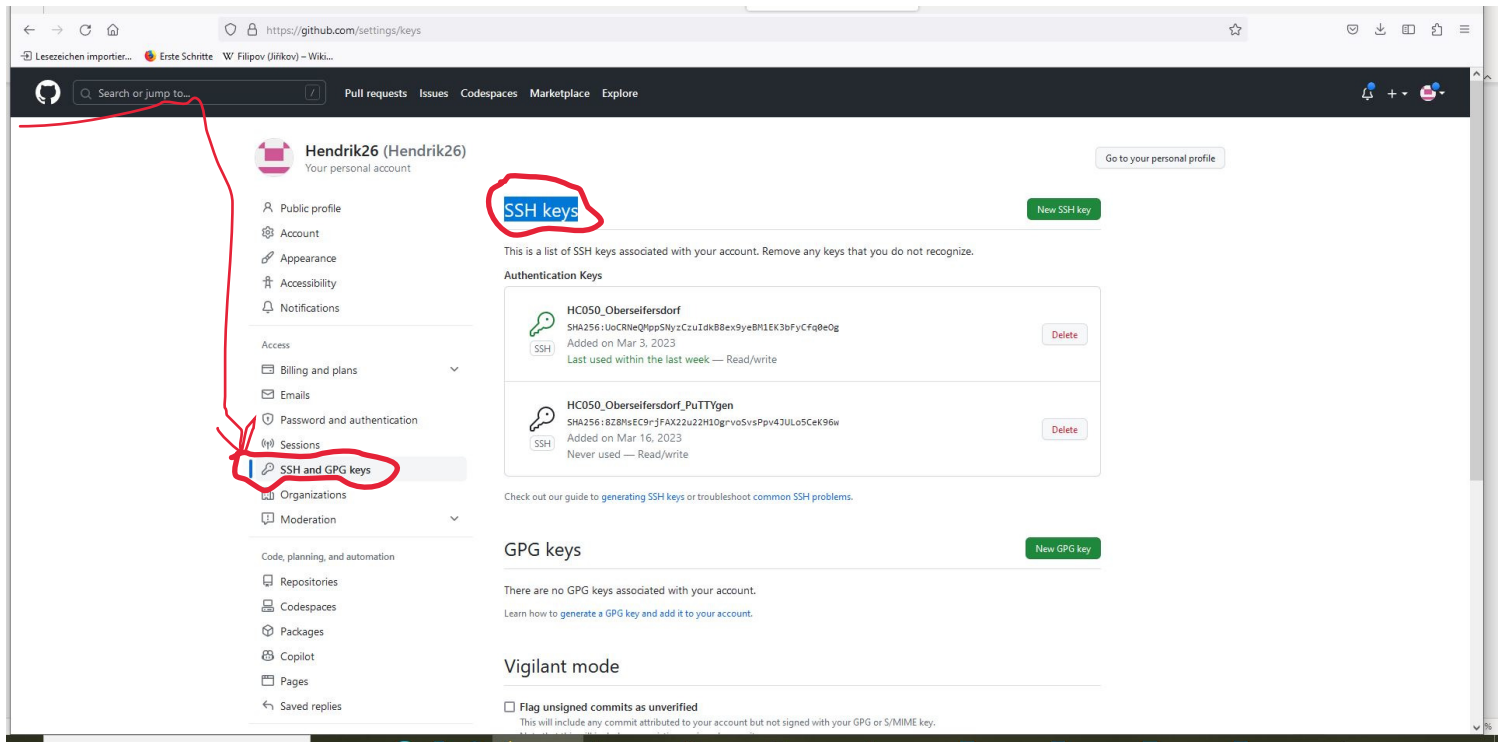 https://github.com/settings/keys
Lesezeichen importier... Erste Schritte W Filipov (Jiříkov) – Wiki...
Search or jump to... / Pull requests Issues Codespaces Marketplace Explore
Hendrik26 (Hendrik26)
Your personal account
Go to your personal profile
Public profile
Account
Appearance
Accessibility
Notifications
Access
Billing and plans
Emails
Password and authentication
Sessions
SSH and GPG keys
Organizations
Moderation
Code, planning, and automation
Repositories
Codespaces
Packages
Copilot
Pages
Saved replies
SSH keys
New SSH key
This is a list of SSH keys associated with your account. Remove any keys that you do not recognize.
Authentication Keys
HC050_Oberseifersdorf
SHA256:UoCRNeQMppSNyzCzuIdkB8ex9yeBM1EK3bFyCfq0eOg
SSH
Added on Mar 3, 2023
Last used within the last week — Read/write
Delete
HC050_Oberseifersdorf_PuTTYgen
SHA256:8Z8MsEC9rjFAX22u22H1OgrvoSvsPpv4JULo5CeK96w
SSH
Added on Mar 16, 2023
Never used — Read/write
Delete
Check out our guide to generating SSH keys or troubleshoot common SSH problems.
GPG keys
New GPG key
There are no GPG keys associated with your account.
Learn how to generate a GPG key and add it to your account.
Vigilant mode
Flag unsigned commits as unverified
This will include any commit attributed to your account but not signed with your GPG or S/MIME key.
%